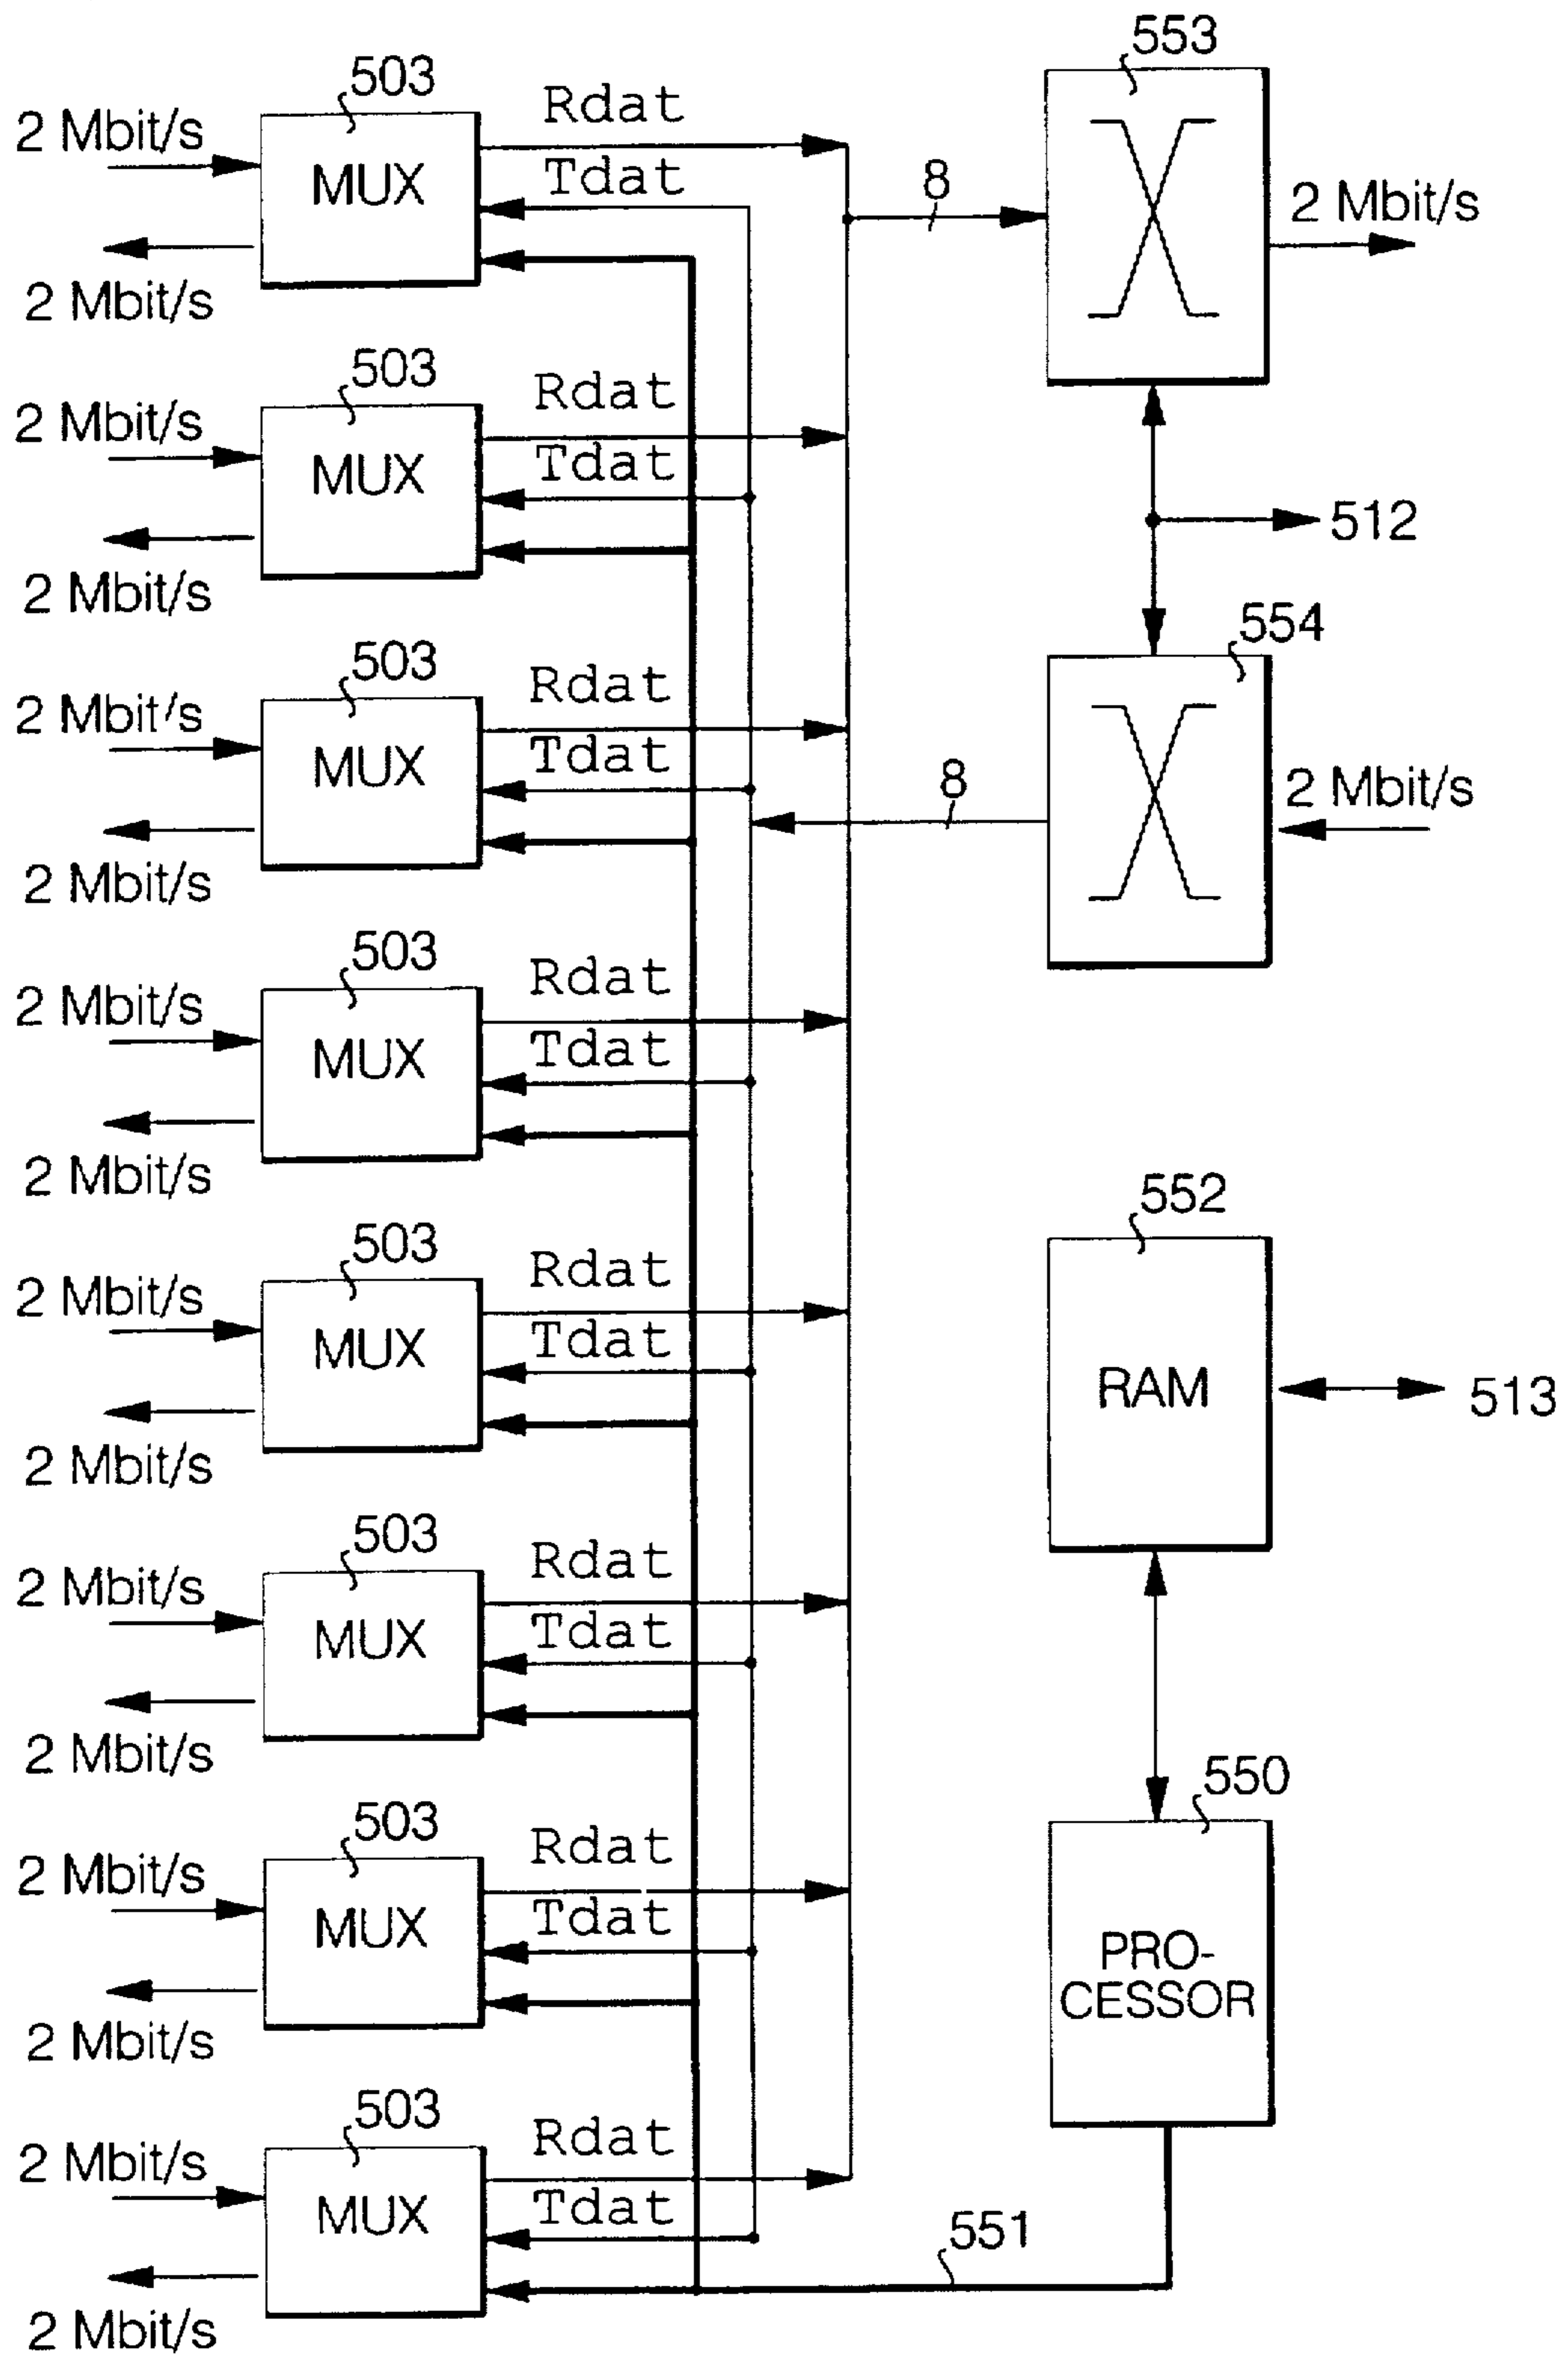 553
503
2 Mbit/s
MUX
Rdat
Tdat
8
2 Mbit/s
2 Mbit/s
503
2 Mbit/s
MUX
Rdat
Tdat
512
2 Mbit/s
554
503
2 Mbit/s
MUX
Rdat
Tdat
8
2 Mbit/s
2 Mbit/s
503
2 Mbit/s
MUX
Rdat
Tdat
2 Mbit/s
552
503
2 Mbit/s
MUX
Rdat
Tdat
RAM
513
2 Mbit/s
503
2 Mbit/s
MUX
Rdat
Tdat
2 Mbit/s
550
503
2 Mbit/s
MUX
Rdat
Tdat
PRO-
CESSOR
2 Mbit/s
503
2 Mbit/s
MUX
Rdat
Tdat
551
2 Mbit/s